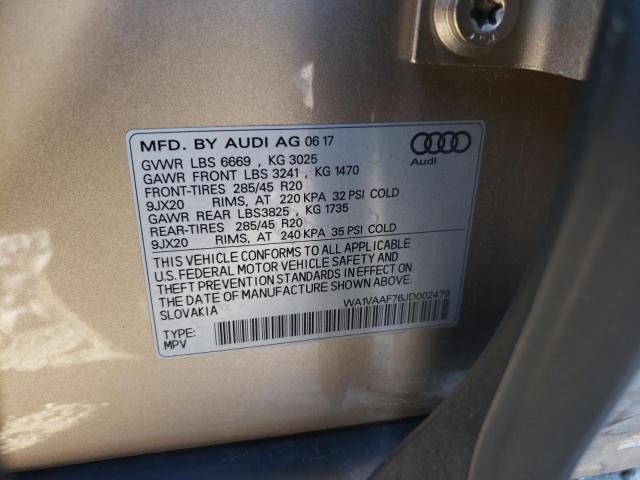 MFD. BY AUDI AG 06 17
GVWR LBS 6669 , KG 3025
GAWR FRONT LBS 3241 , KG 1470
FRONT-TIRES 285/45 R20
9JX20 RIMS, AT 220 KPA 32 PSI COLD
GAWR REAR LBS3825 , KG 1735
REAR-TIRES 285/45 R20
9JX20 RIMS, AT 240 KPA 35 PSI COLD
Audi
THIS VEHICLE CONFORMS TO ALL APPLICABLE
U.S. FEDERAL MOTOR VEHICLE SAFETY AND
THEFT PREVENTION STANDARDS IN EFFECT ON
THE DATE OF MANUFACTURE SHOWN ABOVE.
SLOVAKIA
WA1VAAF76JD002479
TYPE:
MPV